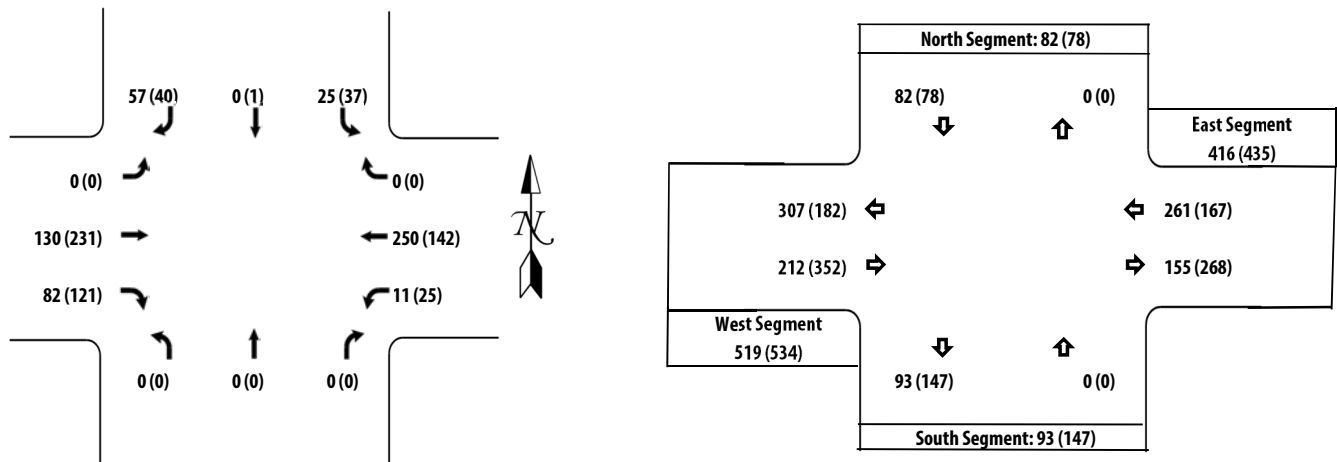 57 (40) 0 (1) 25 (37)
0 (0) 0 (0)
130 (231) 250 (142)
82 (121) 11 (25)
0 (0) 0 (0) 0 (0)
N
North Segment: 82 (78)
82 (78) 0 (0)
East Segment
416 (435)
307 (182) 261 (167)
212 (352) 155 (268)
West Segment
519 (534)
93 (147) 0 (0)
South Segment: 93 (147)